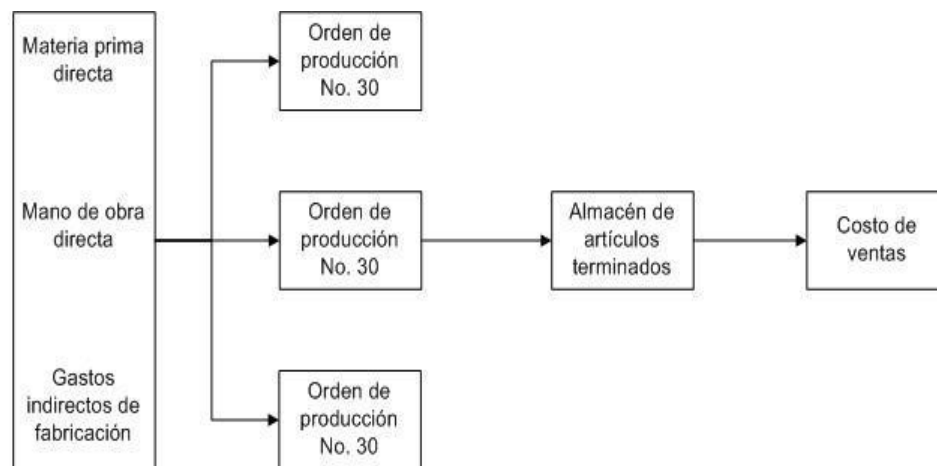 Materia prima
directa
Mano de obra
directa
Gastos
indirectos de
fabricación
Orden de
producción
No. 30
Orden de
producción
No. 30
Orden de
producción
No. 30
Almacén de
artículos
terminados
Costo de
ventas